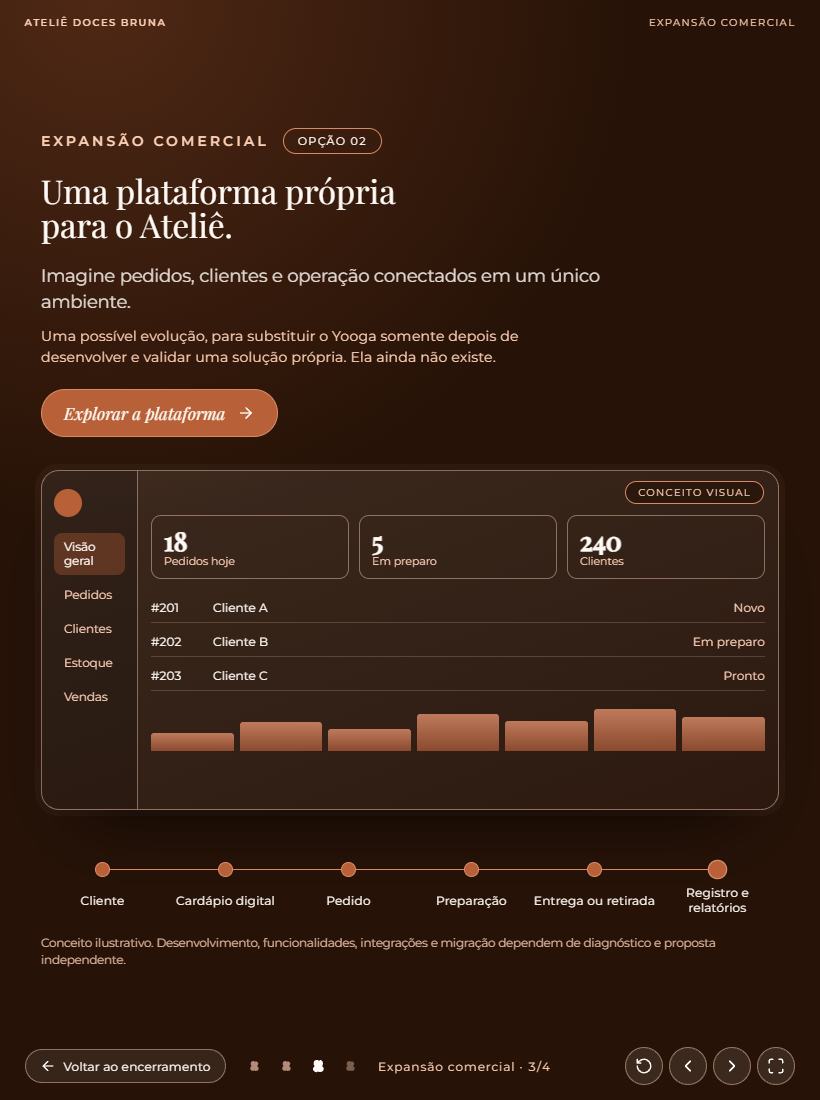 ATELIÊ DOCES BRUNA
EXPANSÃO COMERCIAL
EXPANSÃO COMERCIAL
OPÇÃO 02
Uma plataforma própria
para o Ateliê.
Imagine pedidos, clientes e operação conectados em um único
ambiente.
Uma possível evolução, para substituir o Yooga somente depois de
desenvolver e validar uma solução própria. Ela ainda não existe.
Explorar a plataforma
CONCEITO VISUAL
Visão
geral
Pedidos
Clientes
Estoque
Vendas
18
Pedidos hoje
5
Em preparo
240
Clientes
#201 Cliente A Novo
#202 Cliente B Em preparo
#203 Cliente C Pronto
Cliente
Cardápio digital
Pedido
Preparação
Entrega ou retirada
Registro e
relatórios
Conceito ilustrativo. Desenvolvimento, funcionalidades, integrações e migração dependem de diagnóstico e proposta
independente.
Voltar ao encerramento
Expansão comercial · 3/4